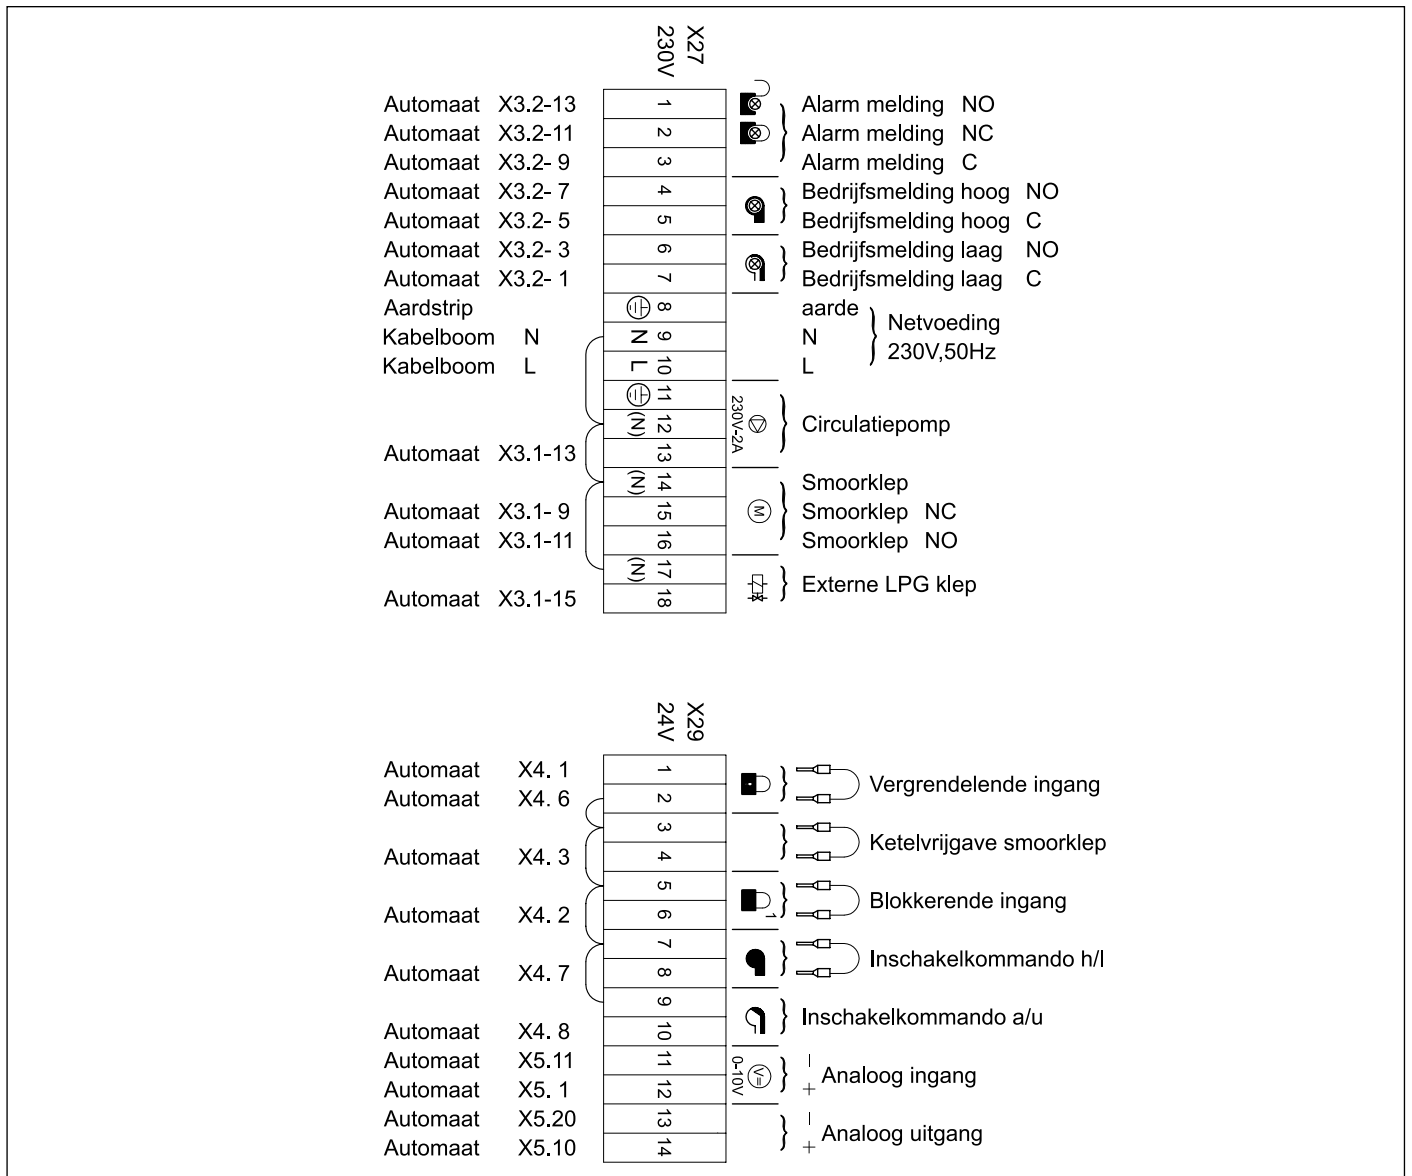 X27
230V
Automaat X3.2-13 1 Alarm melding NO
Automaat X3.2-11 2 Alarm melding NC
Automaat X3.2- 9 3 Alarm melding C
Automaat X3.2- 7 4 Bedrijfsmelding hoog NO
Automaat X3.2- 5 5 Bedrijfsmelding hoog C
Automaat X3.2- 3 6 Bedrijfsmelding laag NO
Automaat X3.2- 1 7 Bedrijfsmelding laag C
Aardstrip 8 aarde
Kabelboom N N 9 N Netvoeding
Kabelboom L L 10 L 230V,50Hz
11
(N) 12 230V-2A Circulatiepomp
Automaat X3.1-13 13
(N) 14 Smoorklep
Automaat X3.1- 9 15 M Smoorklep NC
Automaat X3.1-11 16 Smoorklep NO
(N) 17 Externe LPG klep
Automaat X3.1-15 18
X29
24V
Automaat X4. 1 1 Vergrendelende ingang
Automaat X4. 6 2
3 Ketelvrijgave smoorklep
Automaat X4. 3 4
5 Blokkerende ingang
Automaat X4. 2 6 1
7 Inschakelkommando h/l
Automaat X4. 7 8
9 Inschakelkommando a/u
Automaat X4. 8 10
Automaat X5.11 11 0-10V V= − Analoog ingang
Automaat X5. 1 12 +
Automaat X5.20 13 − Analoog uitgang
Automaat X5.10 14 +